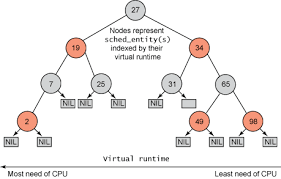 27
Nodes represent
sched_entity(s)
indexed by their
virtual runtime
19
34
7
25
31
65
2
NIL
NIL
NIL
NIL
49
98
NIL
NIL
NIL
NIL
NIL
NIL
Virtual runtime
Most need of CPU
Least need of CPU